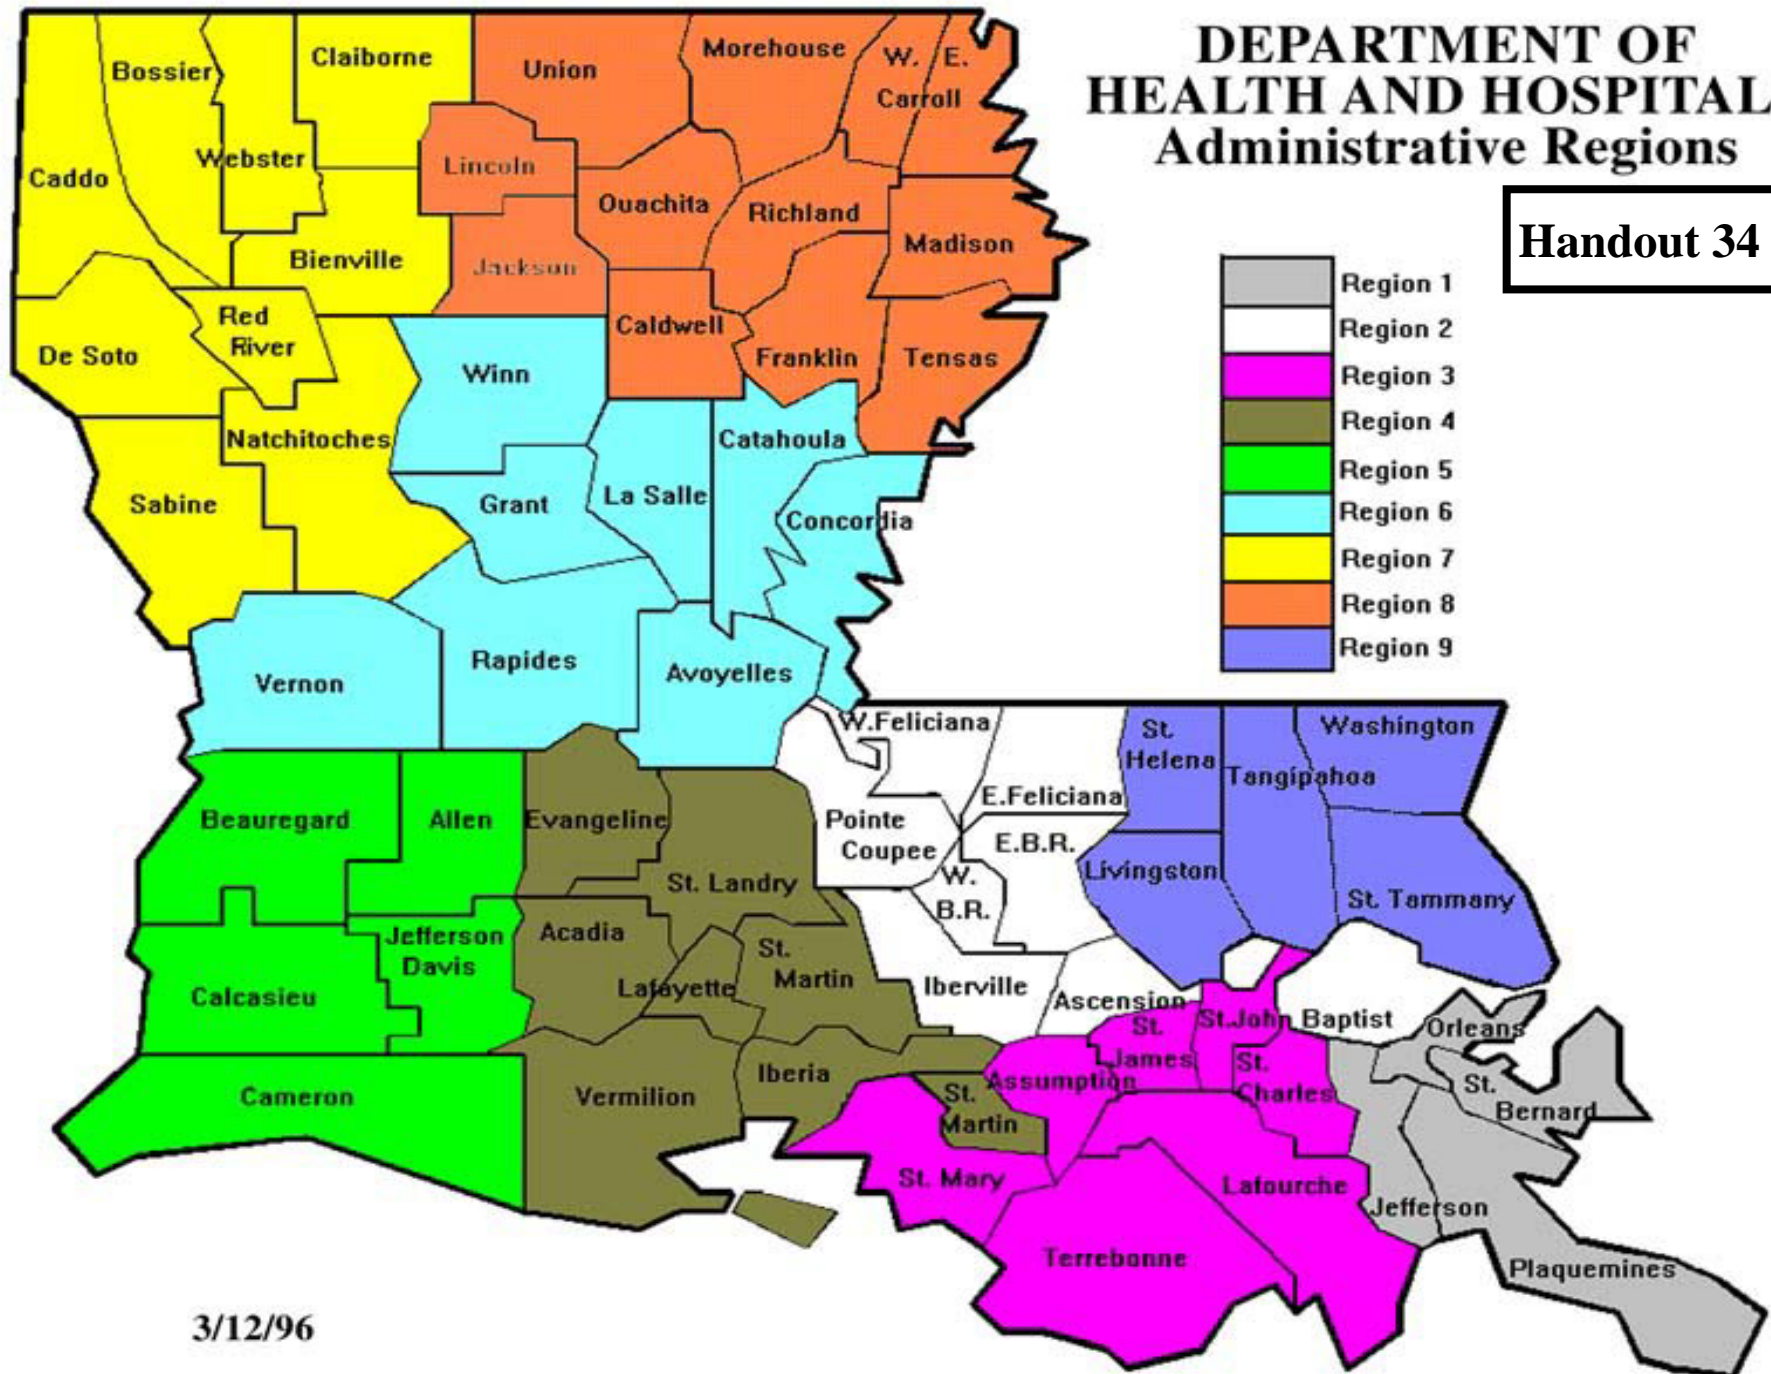 DEPARTMENT OF
HEALTH AND HOSPITAL
Administrative Regions
Handout 34
Region 1
Region 2
Region 3
Region 4
Region 5
Region 6
Region 7
Region 8
Region 9
Bossier
Claiborne
Union
Morehouse
W. E.
Carroll
Caddo
Webster
Lincoln
Ouachita
Richland
Madison
Bienville
Jackson
De Soto
Red
River
Caldwell
Franklin
Tensas
Winn
Natchitoches
Catahoula
Sabine
Grant
La Salle
Concordia
Vernon
Rapides
Avoyelles
W.Feliciana
St.
Helena
Washington
Tangipahoa
E.Feliciana
Beauregard
Allen
Evangeline
Pointe
Coupee
E.B.R.
St. Landry
W.
B.R.
Livingston
St. Tammany
Jefferson
Davis
Acadia
St.
Martin
Lafayette
Calcasieu
Iberville
Ascension
St.
James
St.John Baptist
Orleans
St.
Charles
Cameron
Vermilion
Iberia
St.
Martin
Assumption
St.
Bernard
St. Mary
Lafourche
Jefferson
Terrebonne
Plaquemines
3/12/96